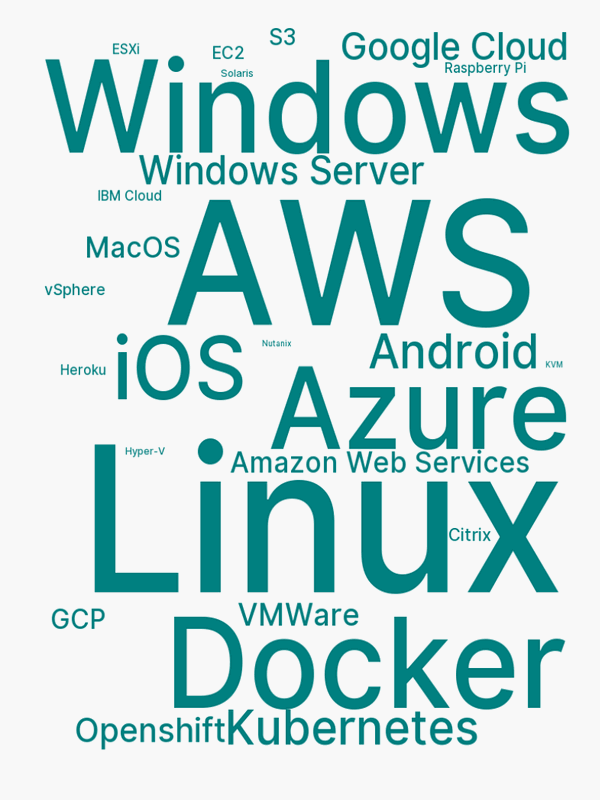 S3
Google Cloud
ESXi
EC2
Raspberry Pi
Solaris
Windows
Windows Server
IBM Cloud
AWS
MacOS
vSphere
iOS
Nutanix
Android
KVM
Heroku
Azure
Hyper-V
Amazon Web Services
Linux
Citrix
GCP
VMWare
Docker
Openshift
Kubernetes